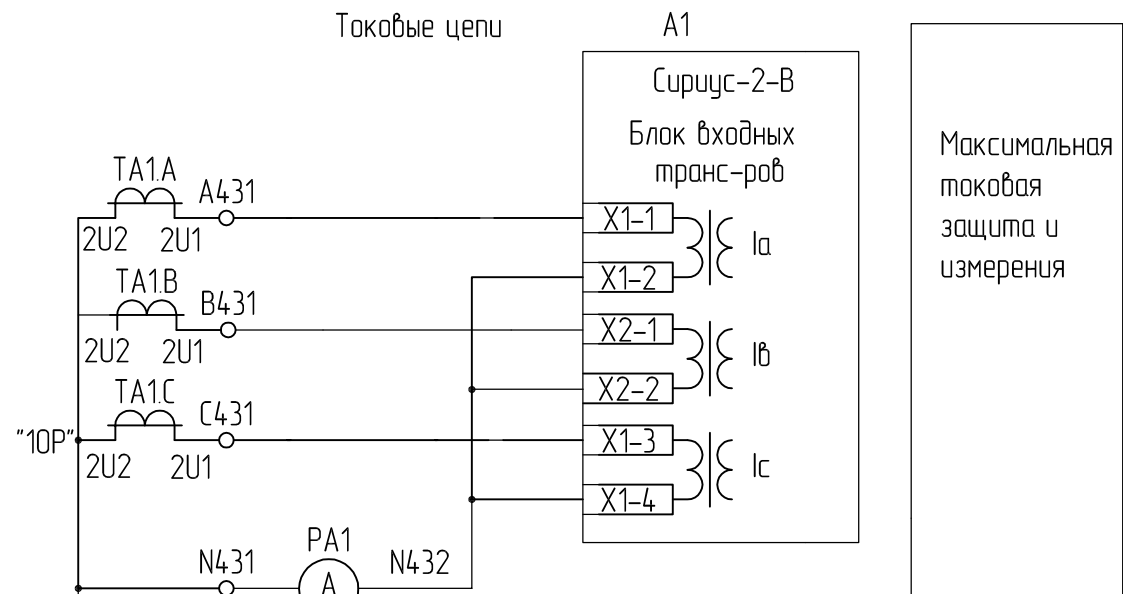 Токовые цепи
A1
Сириус-2-В
Блок входных
транс-ров
Максимальная
токовая
защита и
измерения
TA1.A
A431
2U2
2U1
X1-1
Ia
X1-2
TA1.B
B431
2U2
2U1
X2-1
Iв
X2-2
TA1.C
C431
"10P"
2U2
2U1
X1-3
Ic
X1-4
PA1
N431
N432
A